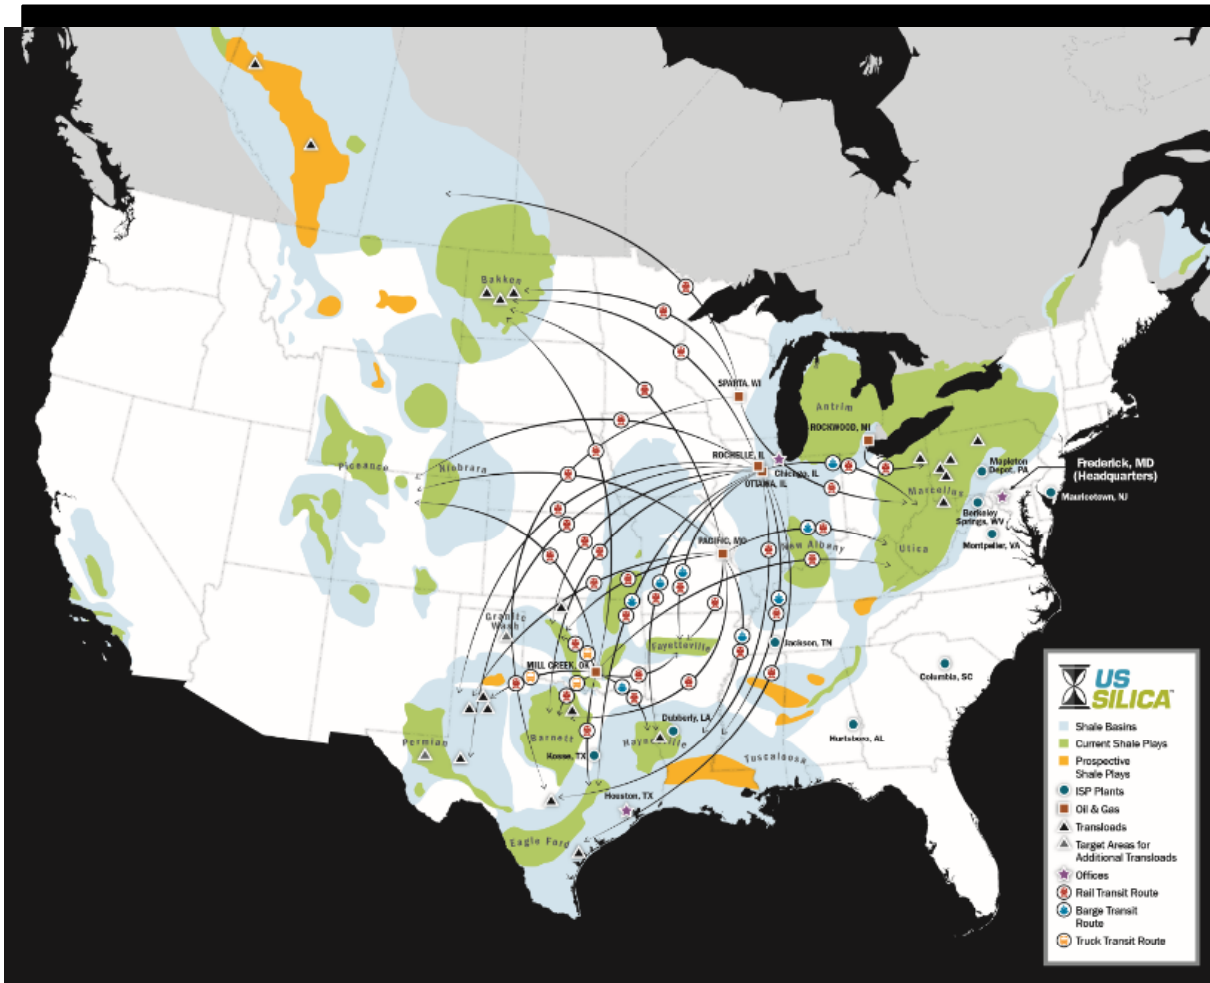 Bakken
SPARTA, WI
Antrim
ROCKWOOD, MI
ROCHELLE, IL
Chicago, IL
OTTAWA, IL
Piceance
Niobrara
Mapleton
Depot, PA
Frederick, MD
(Headquarters)
Marcellus
Mauricetown, NJ
Berkeley
Springs, WV
Montpelier, VA
PACIFIC, MO
New Albany
Utica
Granite
Wash
Fayetteville
Jackson, TN
MILL CREEK, OK
Columbia, SC
Dubberly, LA
Hurtsboro, AL
Permian
Barnett
Haynesville
Kosse, TX
Tuscaloosa
Houston, TX
Eagle Ford
US
SILICA™
Shale Basins
Current Shale Plays
Prospective
Shale Plays
ISP Plants
Oil & Gas
Transloads
Target Areas for
Additional Transloads
Offices
Rail Transit Route
Barge Transit
Route
Truck Transit Route